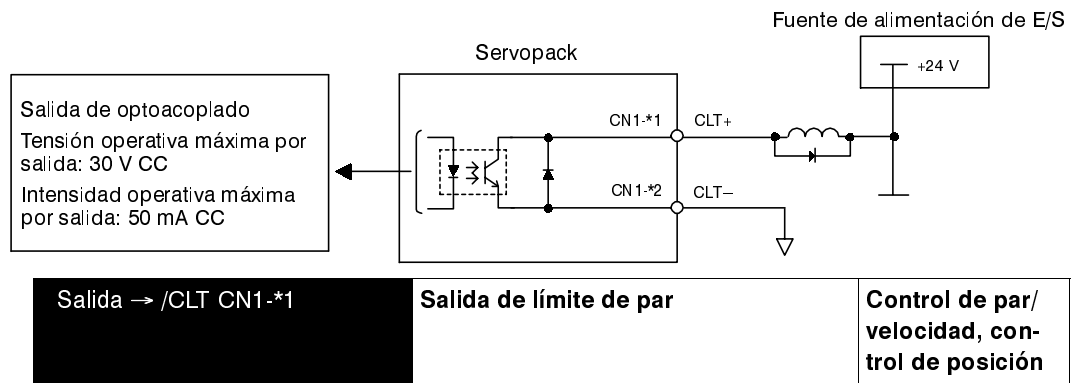 Fuente de alimentación de E/S
+24 V
Servopack
Salida de optoacoplado
Tensión operativa máxima por
salida: 30 V CC
Intensidad operativa máxima
por salida: 50 mA CC
CN1-*1
CLT+
CN1-*2
CLT−
Salida → /CLT CN1-*1
Salida de límite de par
Control de par/
velocidad, con-
trol de posición